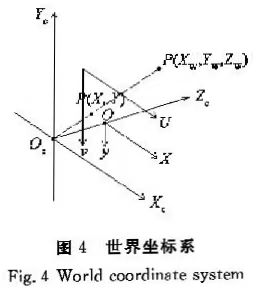 Y_c
P(X_w,Y_w,Z_w)
P(X,Y)
Z_c
O
U
O_c
v
y
X
X_c
图 4 世界坐标系
Fig. 4 World coordinate system